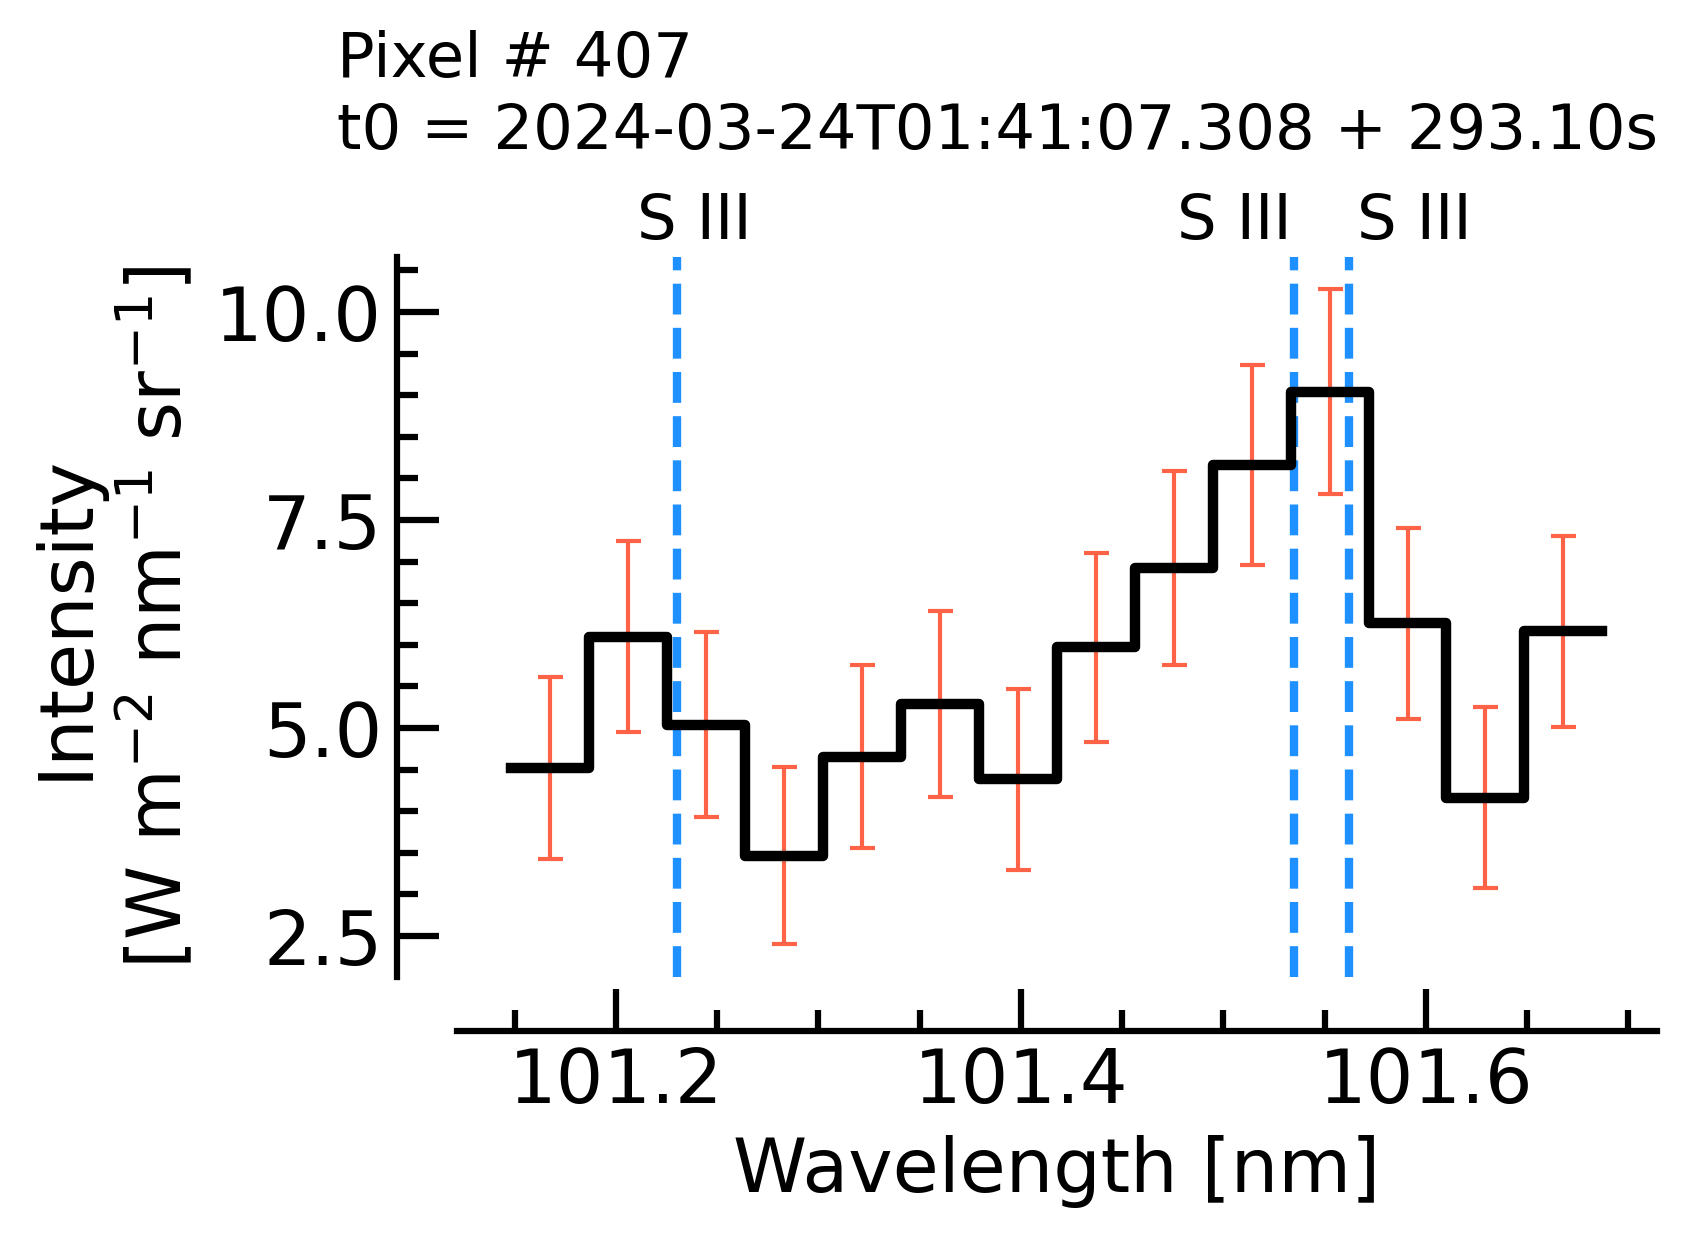 Pixel # 407
t0 = 2024-03-24T01:41:07.308 + 293.10s
S III S III S III
Intensity
[W m⁻² nm⁻¹ sr⁻¹]
10.0
7.5
5.0
2.5
101.2 101.4 101.6
Wavelength [nm]